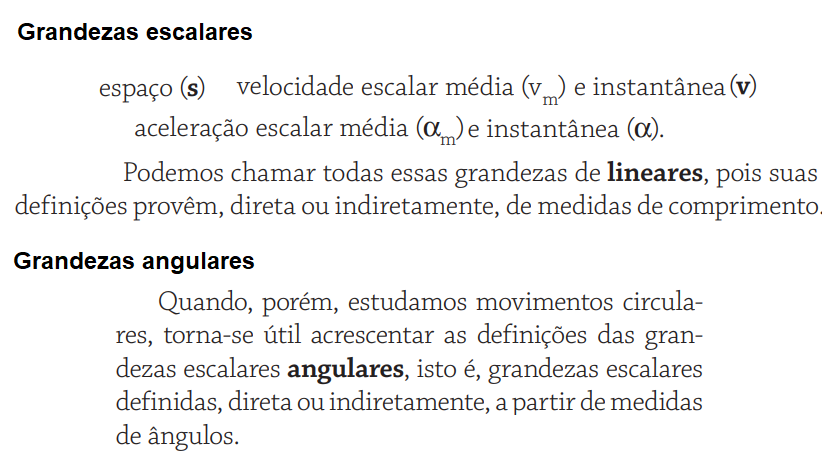 Grandezas escalares
espaço (s) velocidade escalar média (vm) e instantânea (v)
aceleração escalar média (αm) e instantânea (α).
Podemos chamar todas essas grandezas de lineares, pois suas
definições provêm, direta ou indiretamente, de medidas de comprimento.
Grandezas angulares
Quando, porém, estudamos movimentos circula-
res, torna-se útil acrescentar as definições das gran-
dezas escalares angulares, isto é, grandezas escalares
definidas, direta ou indiretamente, a partir de medidas
de ângulos.